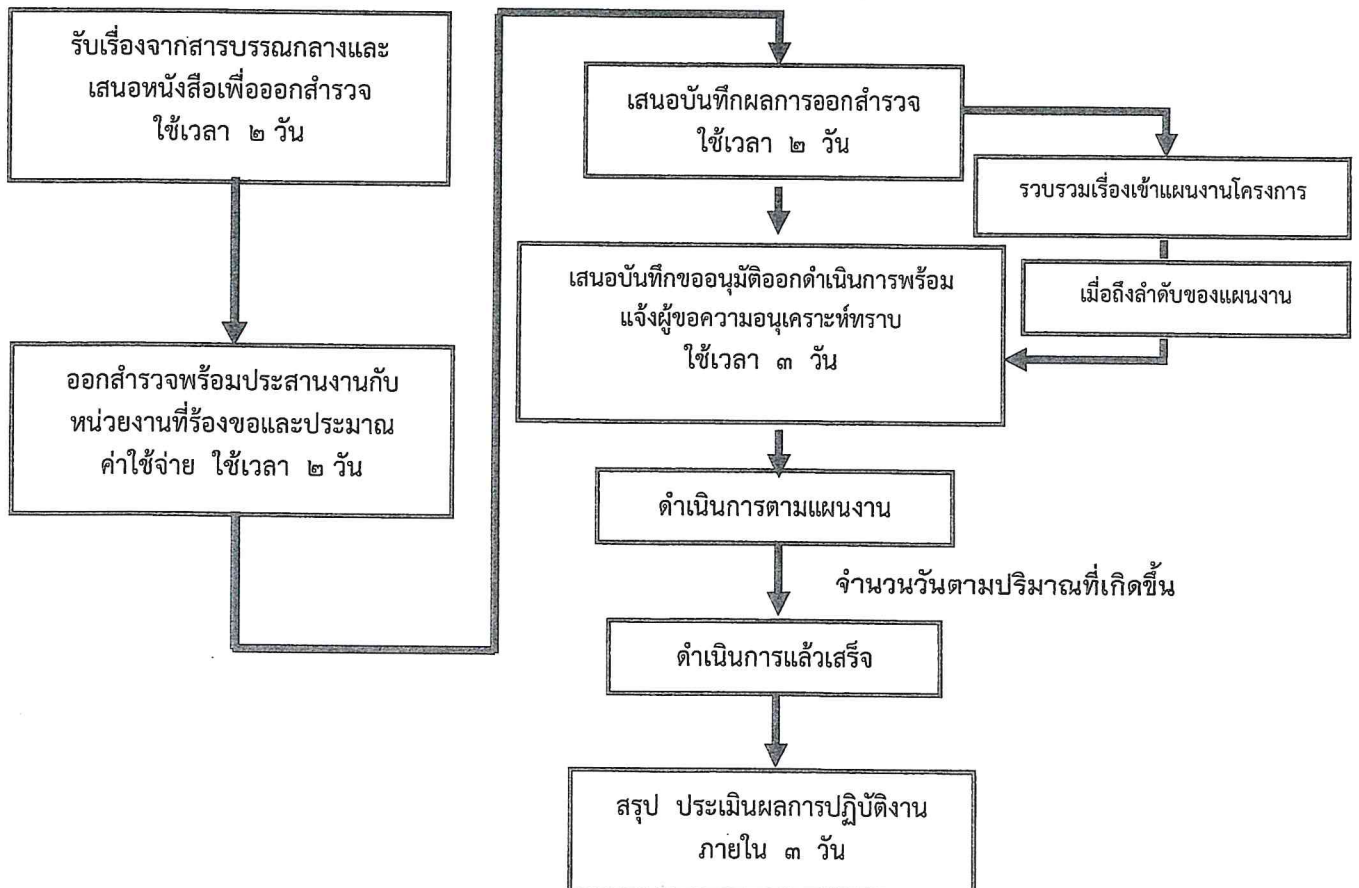 รับเรื่องจากสารบรรณกลางและ
เสนอหนังสือเพื่อออกสำรวจ
ใช้เวลา ๒ วัน
ออกสำรวจพร้อมประสานงานกับ
หน่วยงานที่ร้องขอและประมาณ
ค่าใช้จ่าย ใช้เวลา ๒ วัน
เสนอบันทึกผลการออกสำรวจ
ใช้เวลา ๒ วัน
รวบรวมเรื่องเข้าแผนงานโครงการ
เมื่อถึงลำดับของแผนงาน
เสนอบันทึกขออนุมัติออกดำเนินการพร้อม
แจ้งผู้ขอความอนุเคราะห์ทราบ
ใช้เวลา ๓ วัน
ดำเนินการตามแผนงาน
จำนวนวันตามปริมาณที่เกิดขึ้น
ดำเนินการแล้วเสร็จ
สรุป ประเมินผลการปฏิบัติงาน
ภายใน ๓ วัน